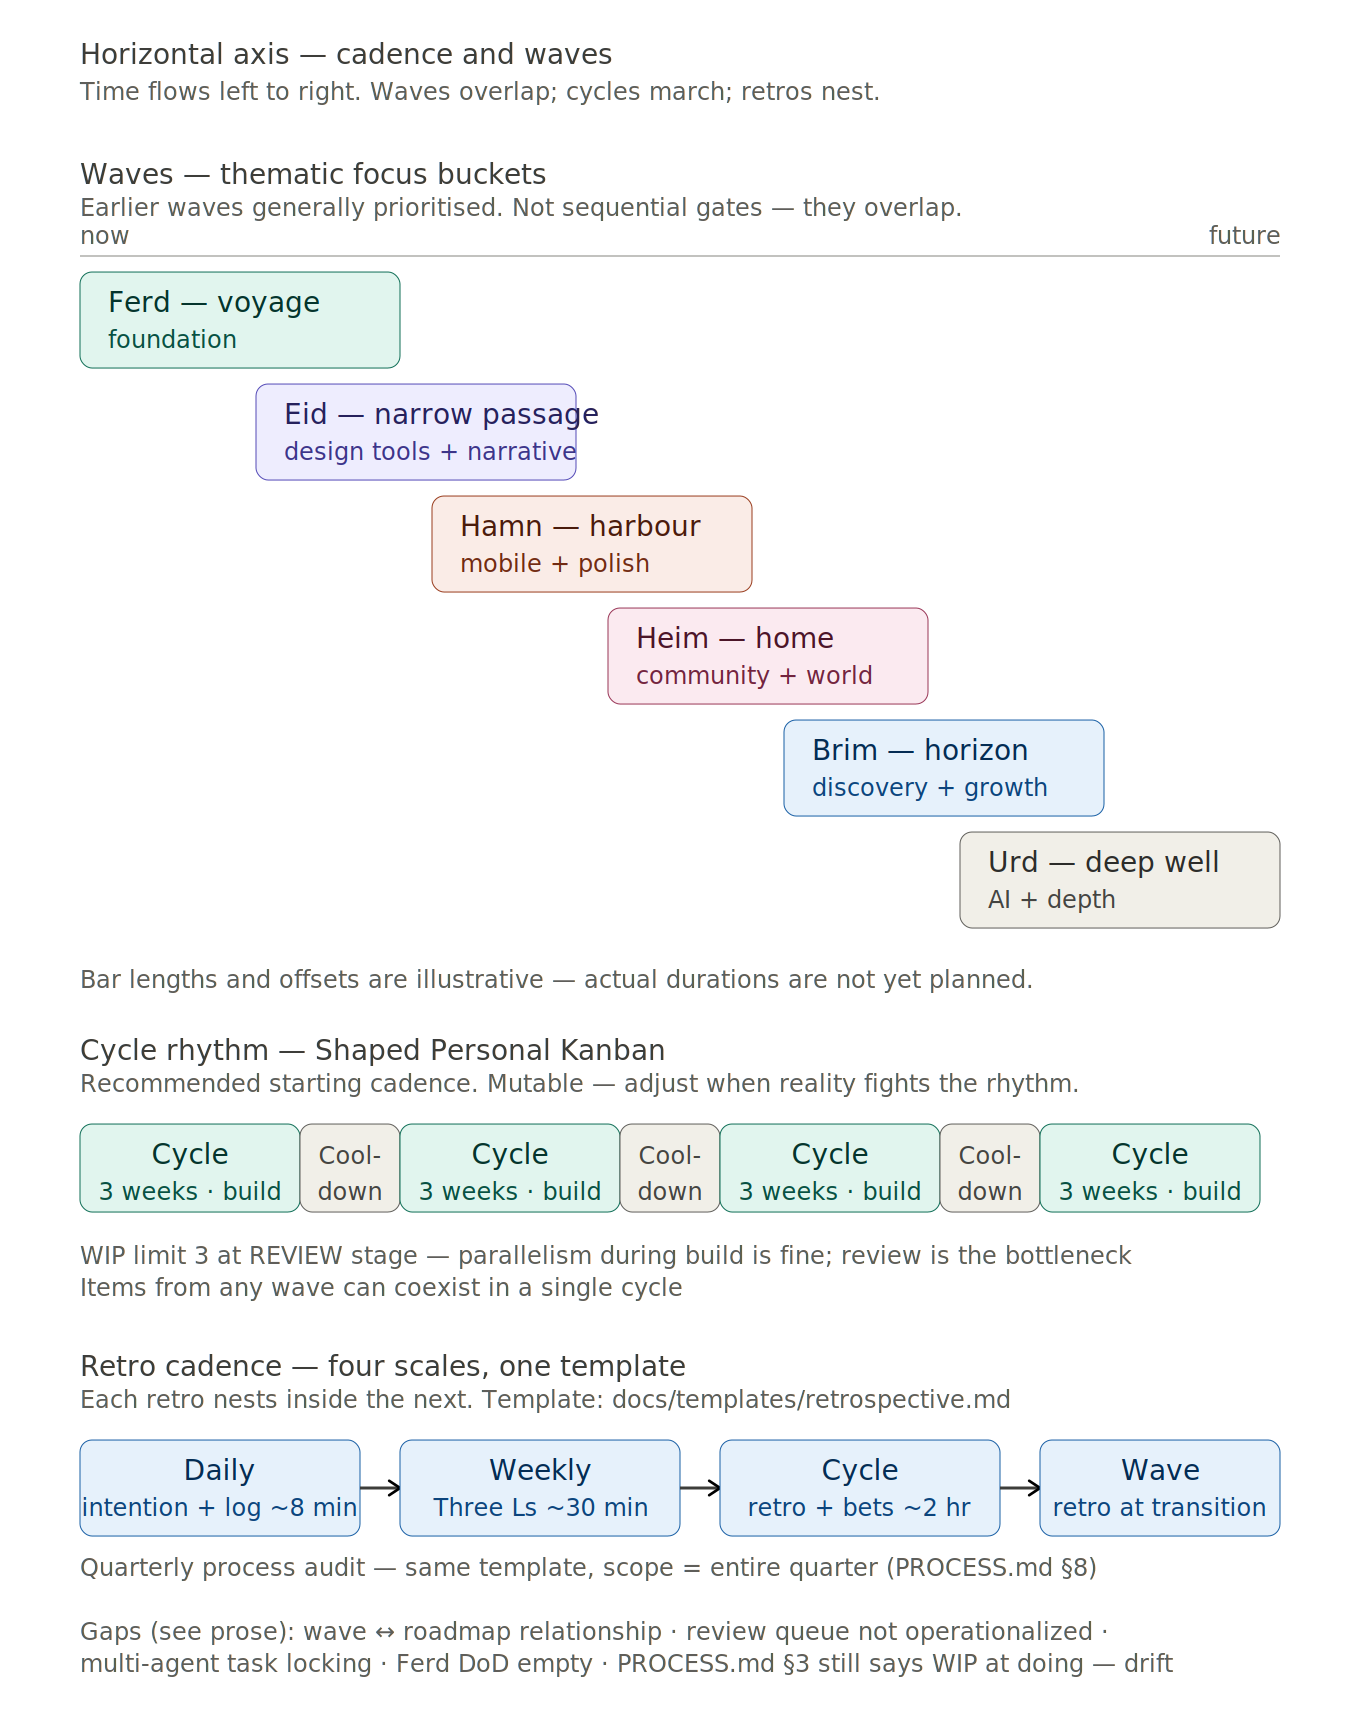 Horizontal axis — cadence and waves
Time flows left to right. Waves overlap; cycles march; retros nest.
Waves — thematic focus buckets
Earlier waves generally prioritised. Not sequential gates — they overlap.
now
future
Ferd — voyage
foundation
Eid — narrow passage
design tools + narrative
Hamn — harbour
mobile + polish
Heim — home
community + world
Brim — horizon
discovery + growth
Urd — deep well
AI + depth
Bar lengths and offsets are illustrative — actual durations are not yet planned.
Cycle rhythm — Shaped Personal Kanban
Recommended starting cadence. Mutable — adjust when reality fights the rhythm.
Cycle
3 weeks · build
Cool-
down
Cycle
3 weeks · build
Cool-
down
Cycle
3 weeks · build
Cool-
down
Cycle
3 weeks · build
WIP limit 3 at REVIEW stage — parallelism during build is fine; review is the bottleneck
Items from any wave can coexist in a single cycle
Retro cadence — four scales, one template
Each retro nests inside the next. Template: docs/templates/retrospective.md
Daily
intention + log ~8 min
Weekly
Three Ls ~30 min
Cycle
retro + bets ~2 hr
Wave
retro at transition
Quarterly process audit — same template, scope = entire quarter (PROCESS.md §8)
Gaps (see prose): wave ↔ roadmap relationship · review queue not operationalized ·
multi-agent task locking · Ferd DoD empty · PROCESS.md §3 still says WIP at doing — drift